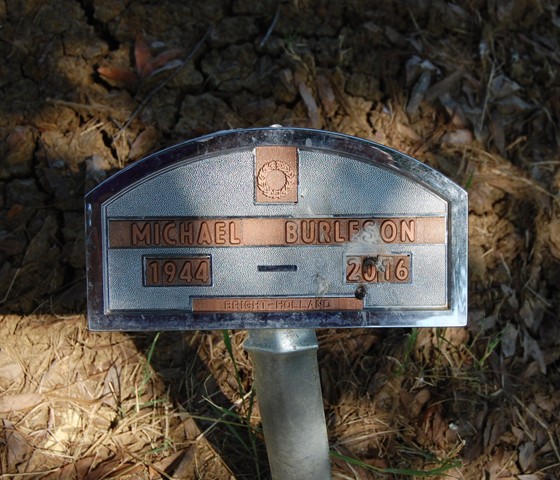 MICHAEL BURLESON
1944 – 2016
BRIGHT-HOLLAND